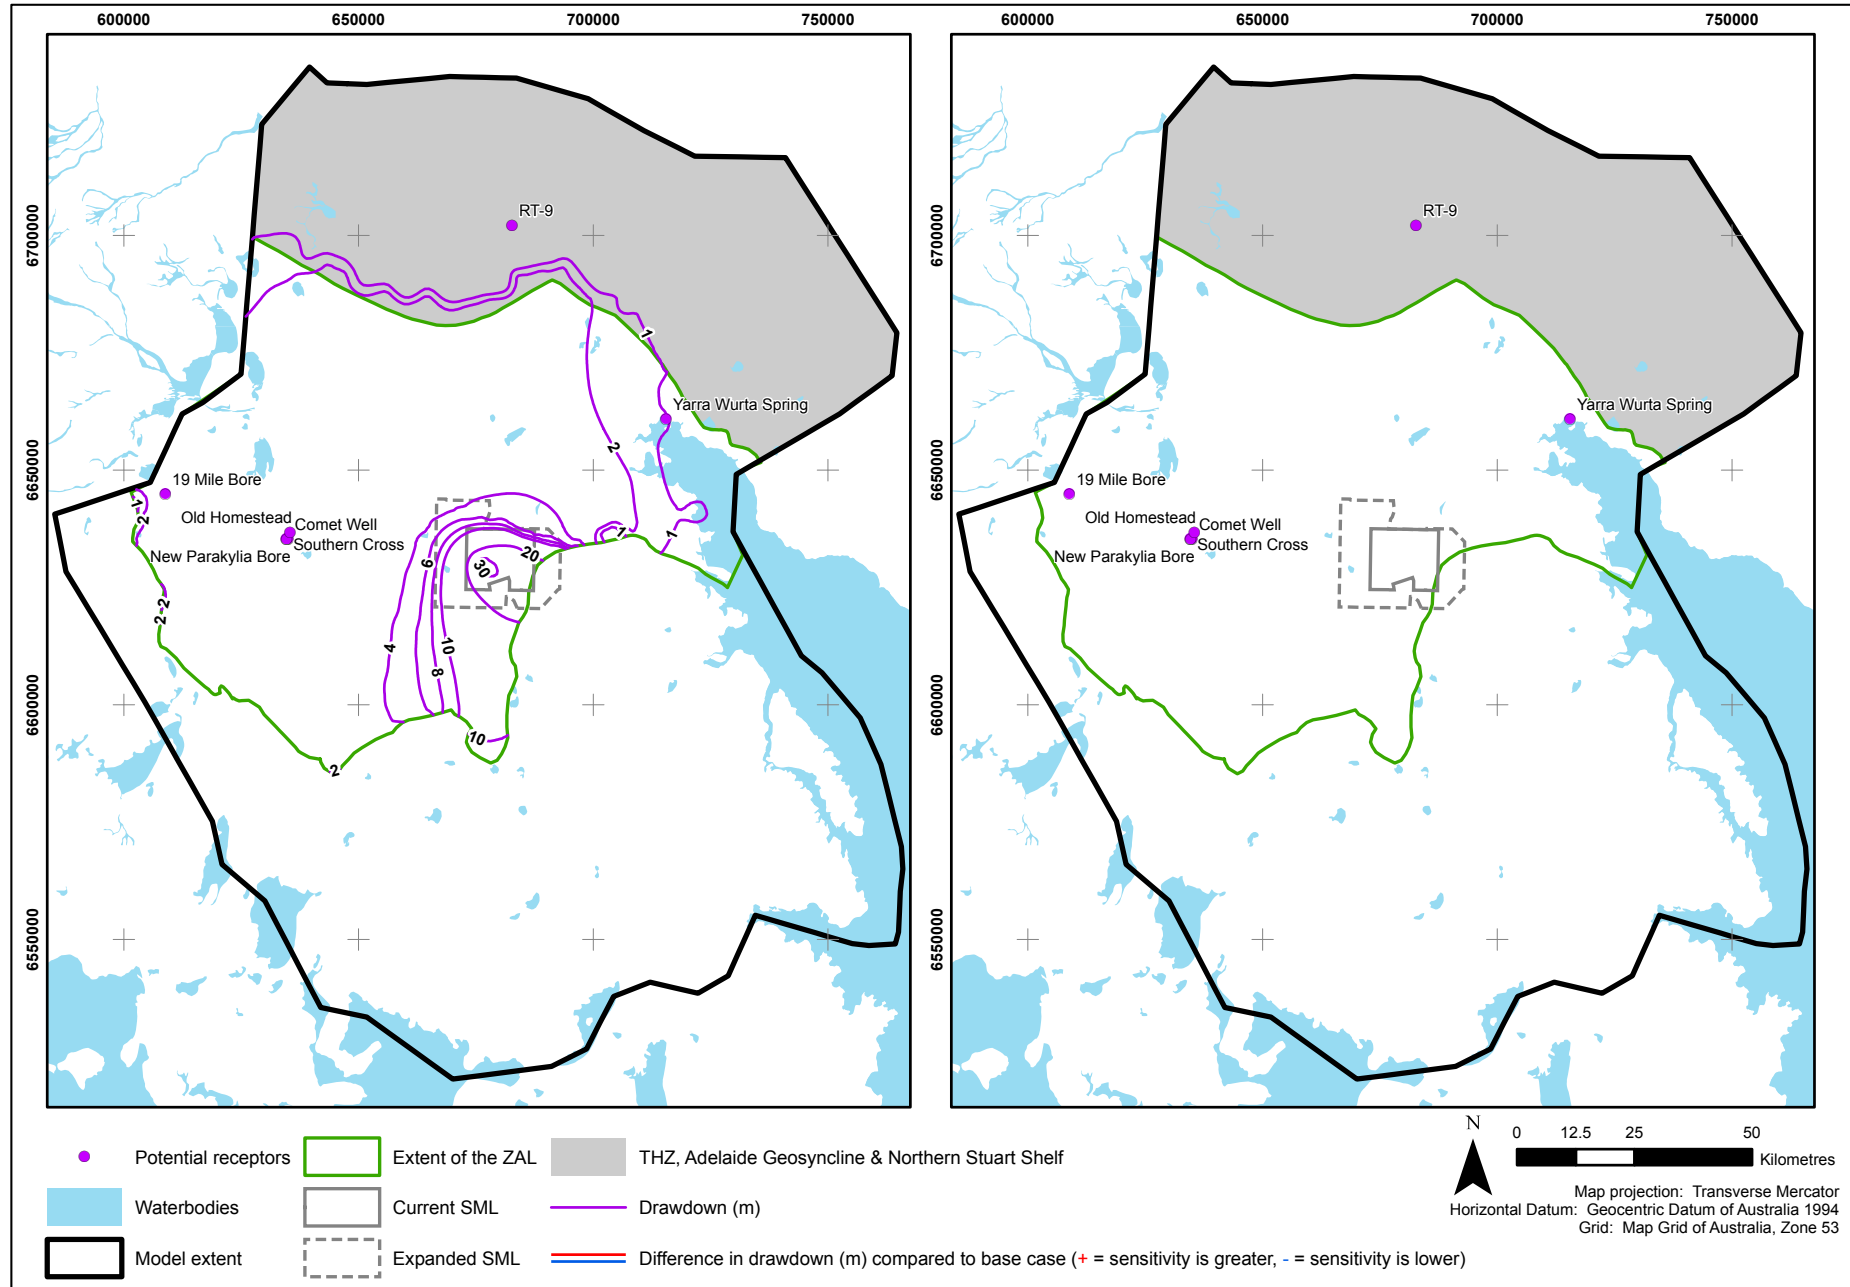 600000 650000 700000 750000
600000 650000 700000 750000
6700000
6650000
6600000
6550000
RT-9
Yarra Wurta Spring
19 Mile Bore
Old Homestead
Comet Well
Southern Cross
New Parakylia Bore
1
2
2
2
1
2
1
1
1
20
30
6
4
10
8
10
2
6700000
6650000
6600000
6550000
RT-9
Yarra Wurta Spring
19 Mile Bore
Old Homestead
Comet Well
Southern Cross
New Parakylia Bore
Potential receptors
Waterbodies
Model extent
Extent of the ZAL
Current SML
Expanded SML
THZ, Adelaide Geosyncline & Northern Stuart Shelf
Drawdown (m)
Difference in drawdown (m) compared to base case (+ = sensitivity is greater, - = sensitivity is lower)
N
0 12.5 25 50
Kilometres
Map projection: Transverse Mercator
Horizontal Datum: Geocentric Datum of Australia 1994
Grid: Map Grid of Australia, Zone 53